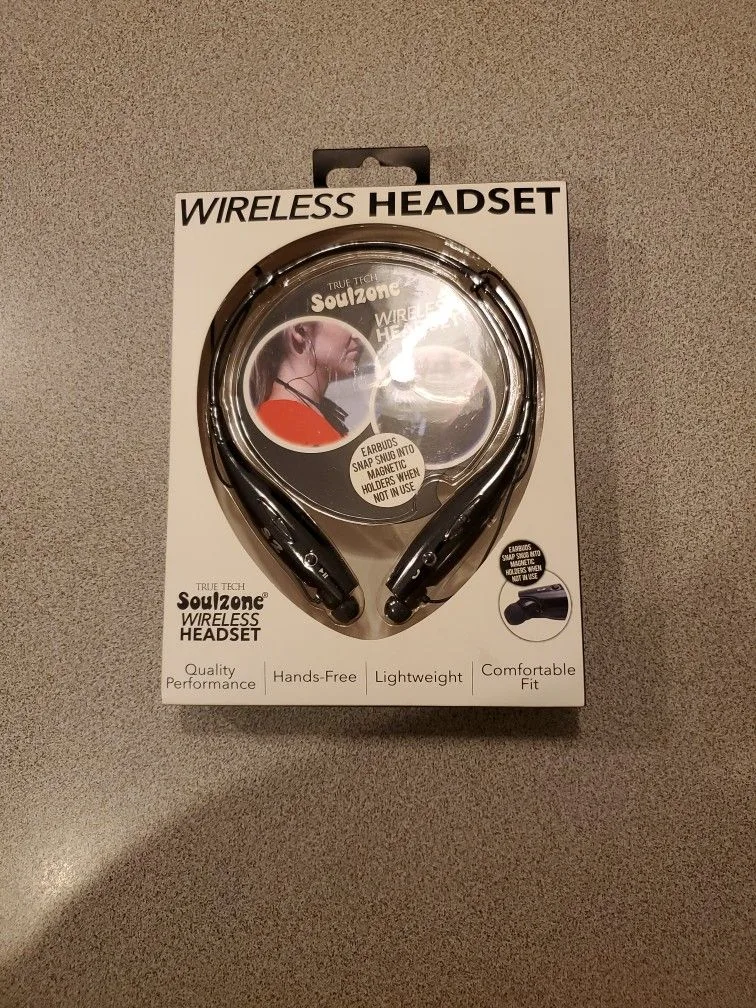 WIRELESS HEADSET
TRUE TECH
Soulzone
WIRELESS
HEADSET
EARBUDS
SNAP SNUG INTO
MAGNETIC
HOLDERS WHEN
NOT IN USE
EARBUDS
SNAP SNUG INTO
MAGNETIC
HOLDERS WHEN
NOT IN USE
TRUE TECH
Soulzone®
WIRELESS
HEADSET
Quality
Performance
Hands-Free
Lightweight
Comfortable
Fit